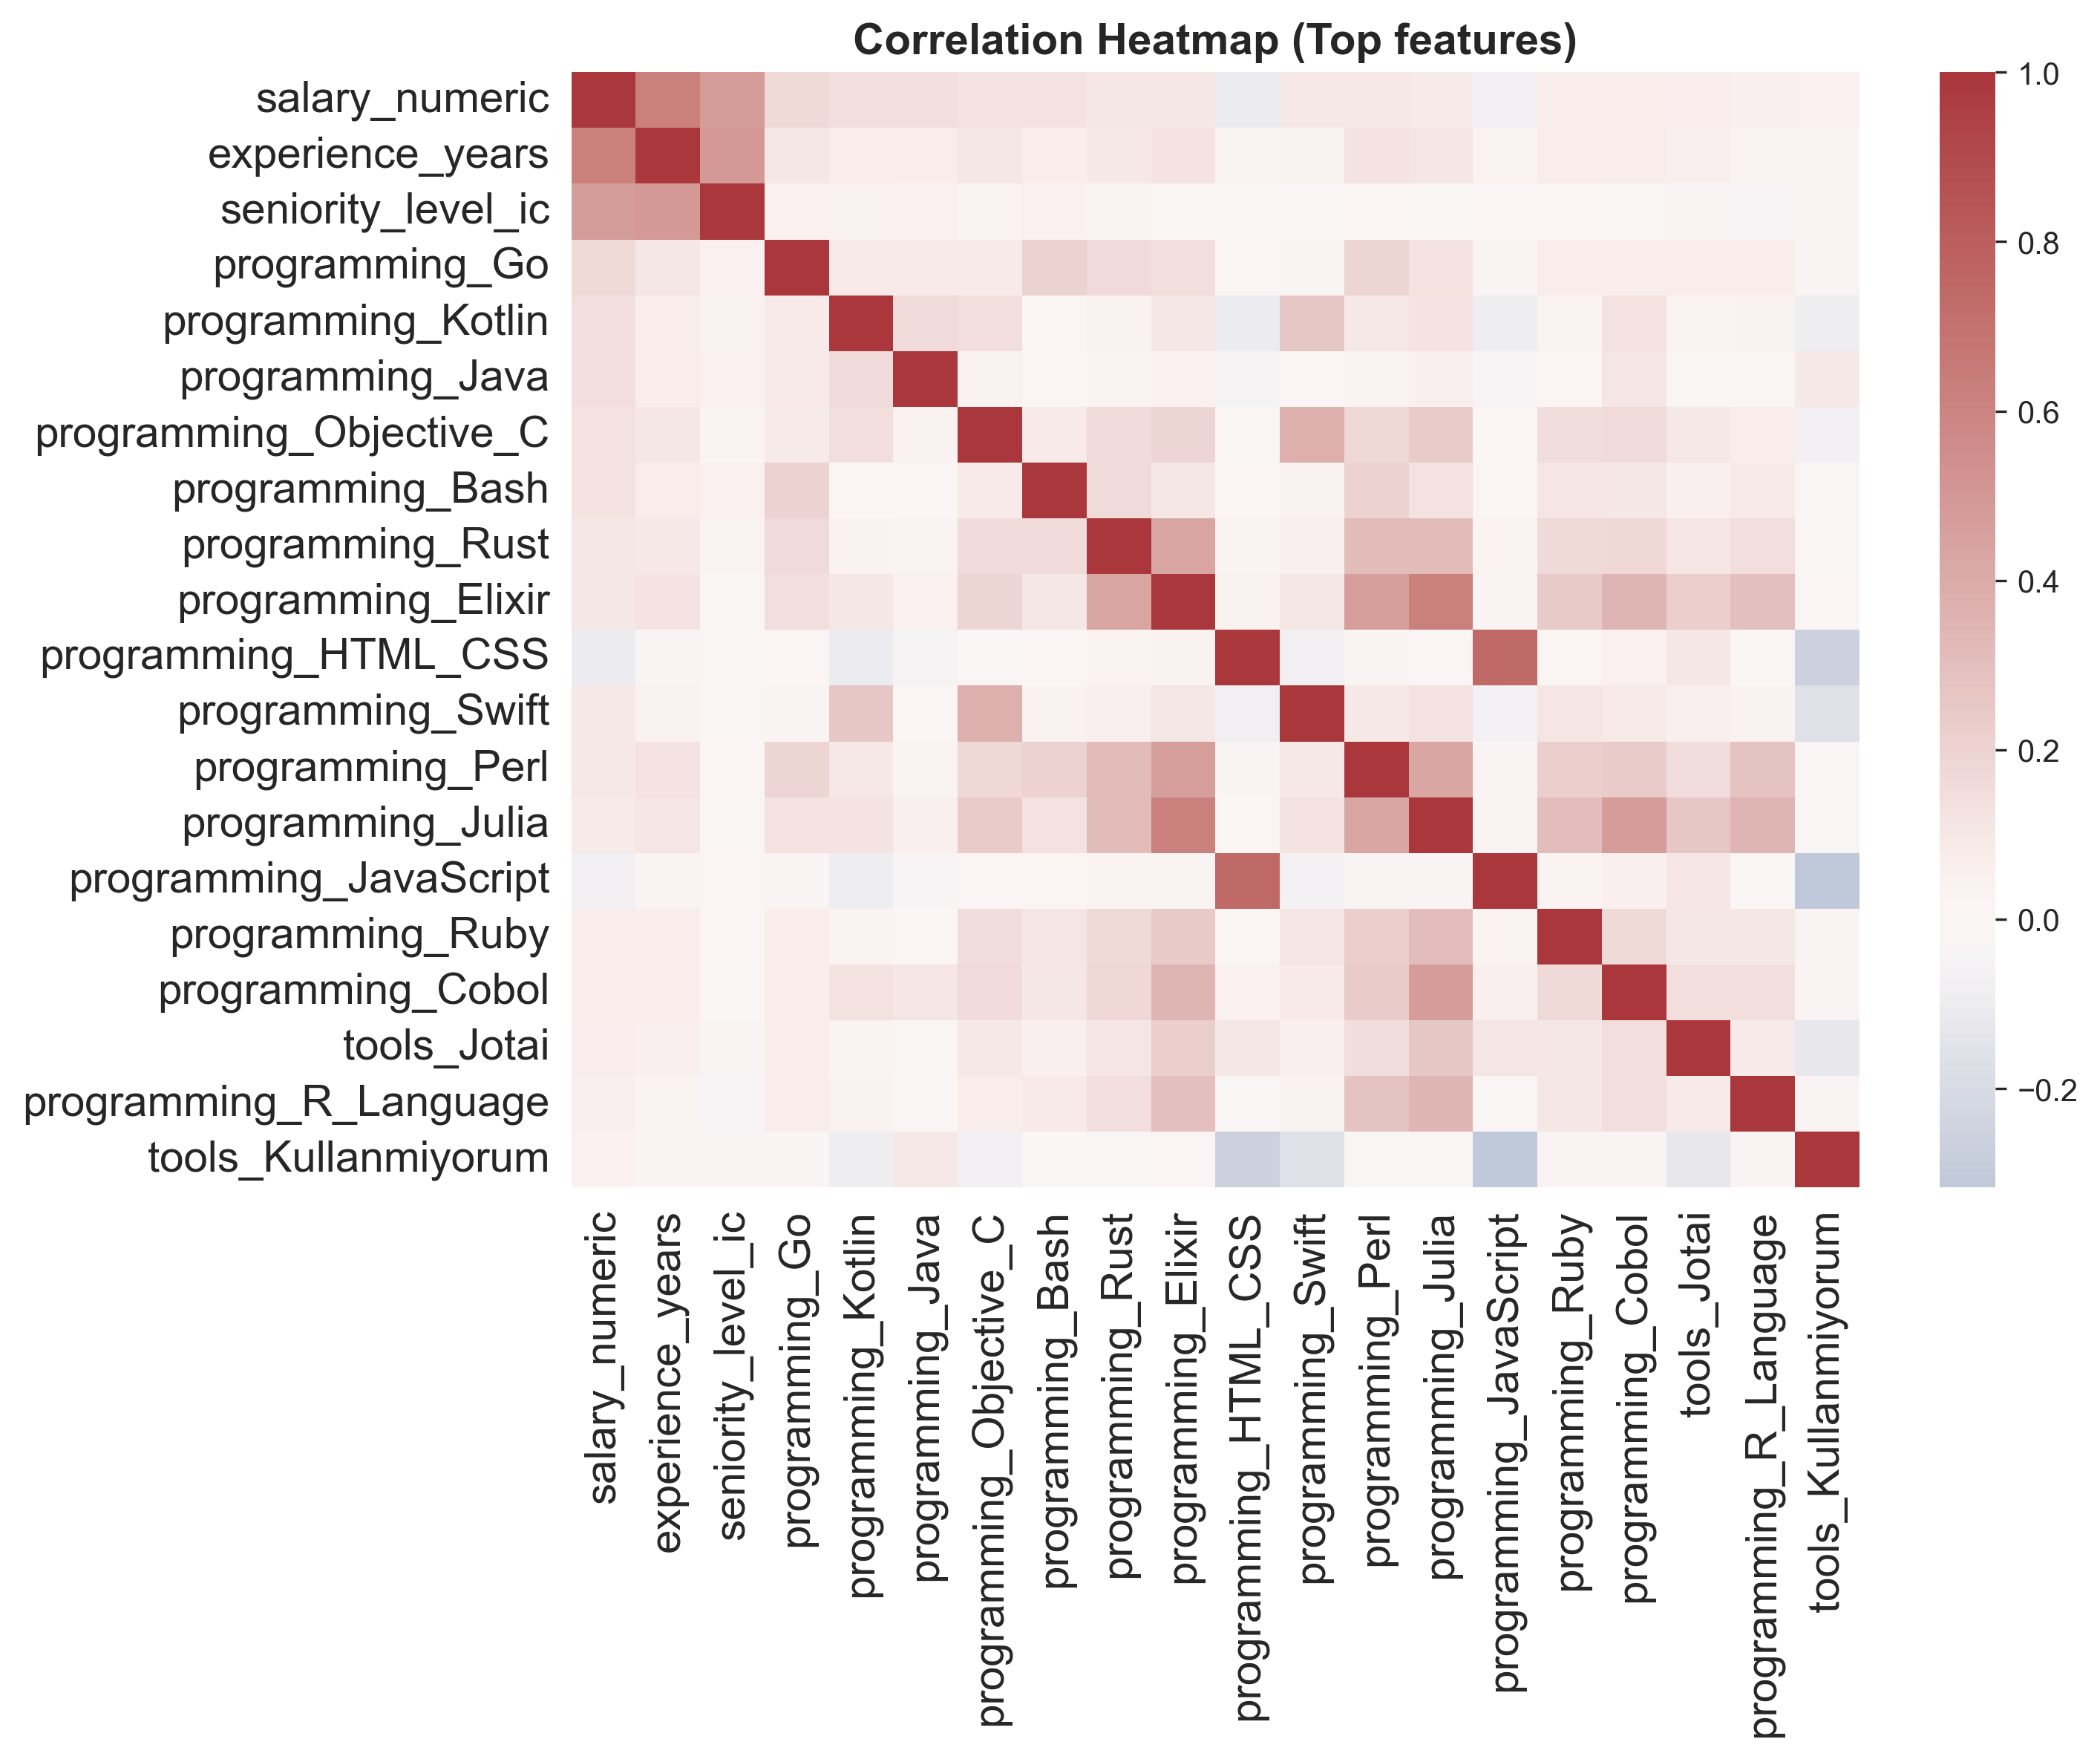 Correlation Heatmap (Top features)
salary_numeric
experience_years
seniority_level_ic
programming_Go
programming_Kotlin
programming_Java
programming_Objective_C
programming_Bash
programming_Rust
programming_Elixir
programming_HTML_CSS
programming_Swift
programming_Perl
programming_Julia
programming_JavaScript
programming_Ruby
programming_Cobol
tools_Jotai
programming_R_Language
tools_Kullanmiyorum
salary_numeric
experience_years
seniority_level_ic
programming_Go
programming_Kotlin
programming_Java
programming_Objective_C
programming_Bash
programming_Rust
programming_Elixir
programming_HTML_CSS
programming_Swift
programming_Perl
programming_Julia
programming_JavaScript
programming_Ruby
programming_Cobol
tools_Jotai
programming_R_Language
tools_Kullanmiyorum
1.0
0.8
0.6
0.4
0.2
0.0
−0.2